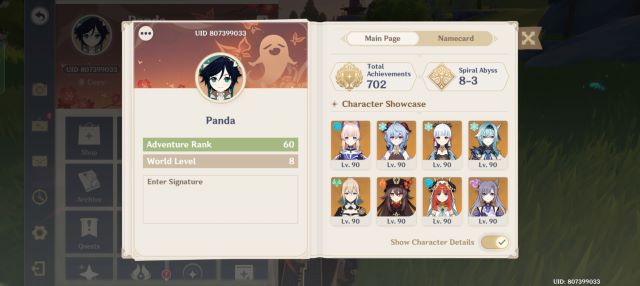 Panda
UID 807399033
Copy
Shop
Archive
Quests
UID 807399033
Panda
Adventure Rank 60
World Level 8
Enter Signature
Main Page
Namecard
Total Achievements
702
Spiral Abyss
8-3
Character Showcase
Lv. 90
Lv. 90
Lv. 90
Lv. 90
Lv. 90
Lv. 90
Lv. 90
Lv. 90
Show Character Details
UID: 807399033